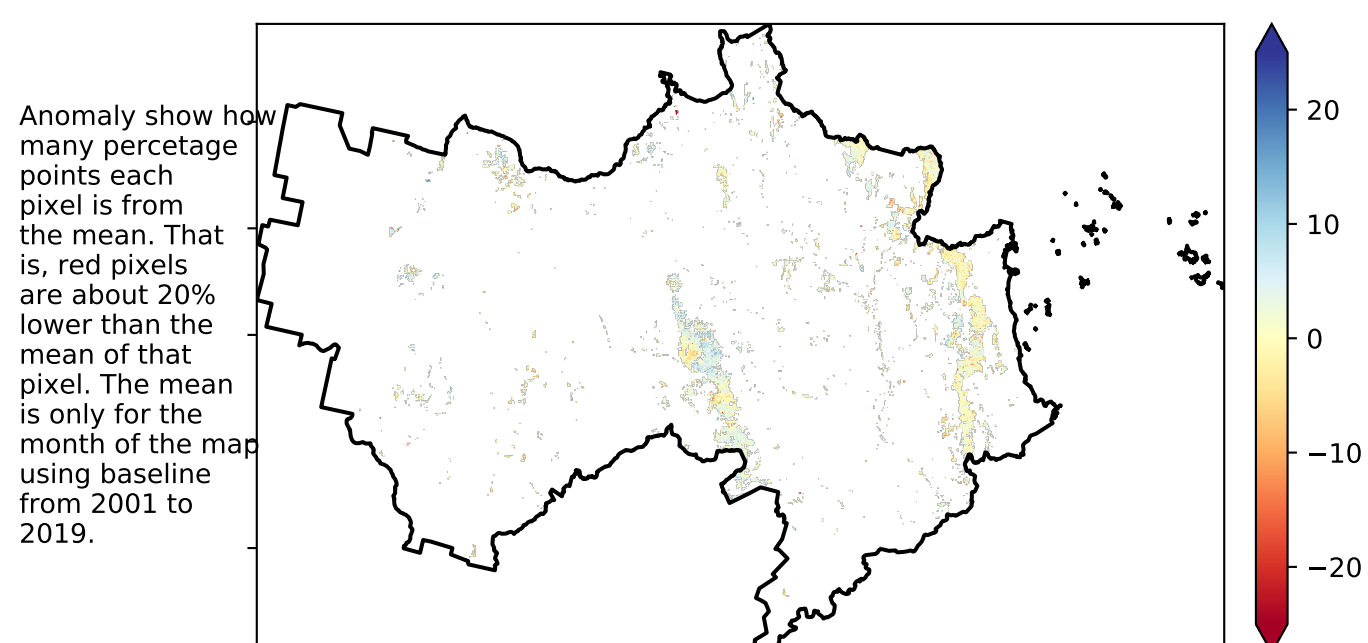 Anomaly show how
many percetage
points each
pixel is from
the mean. That
is, red pixels
are about 20%
lower than the
mean of that
pixel. The mean
is only for the
month of the map
using baseline
from 2001 to
2019.
20
10
0
−10
−20